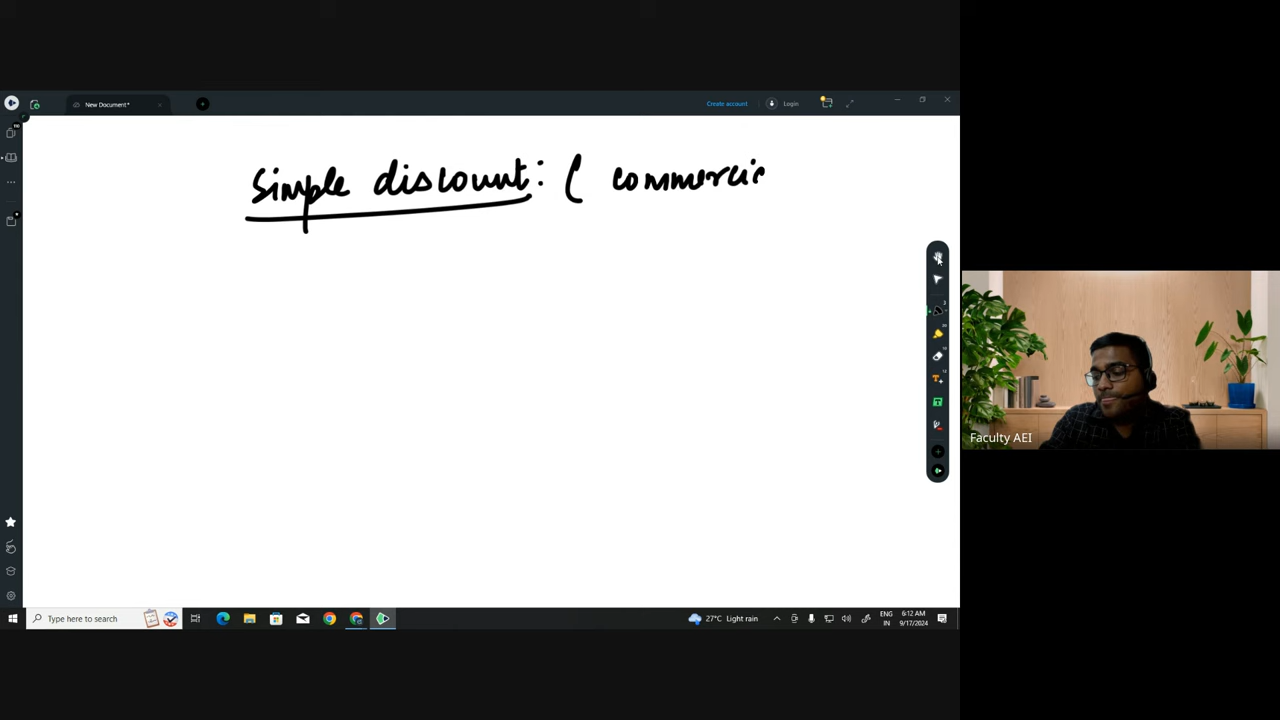 New Document*
Create account
Login
simple discount: ( commercia
Faculty AEI
Type here to search
27°C Light rain
ENG
IN
6:12 AM
9/17/2024